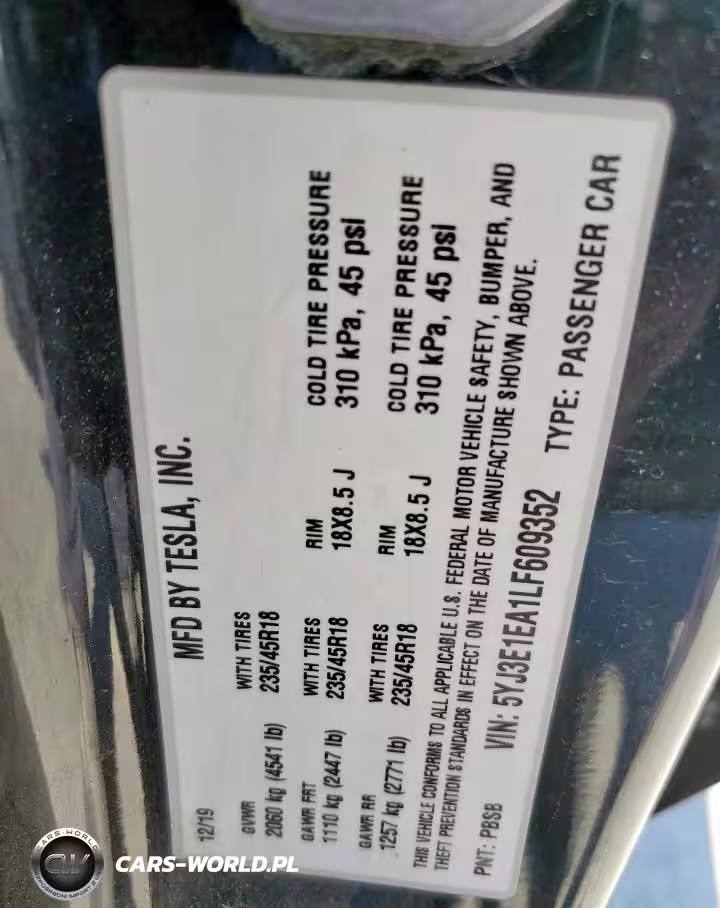 MFD BY TESLA, INC.
12/19
GVWR
2060 kg (4541 lb)
WITH TIRES
235/45R18
GAWR FRT
1110 kg (2447 lb)
WITH TIRES
235/45R18
RIM
18X8.5 J
COLD TIRE PRESSURE
310 kPa, 45 psi
GAWR RR
1257 kg (2771 lb)
WITH TIRES
235/45R18
RIM
18X8.5 J
COLD TIRE PRESSURE
310 kPa, 45 psi
THIS VEHICLE CONFORMS TO ALL APPLICABLE U.S. FEDERAL MOTOR VEHICLE SAFETY, BUMPER, AND
THEFT PREVENTION STANDARDS IN EFFECT ON THE DATE OF MANUFACTURE SHOWN ABOVE.
PNT: PBSB VIN: 5YJ3E1EA1LF609352 TYPE: PASSENGER CAR
CARS-WORLD
CW
CARS-WORLD.PL